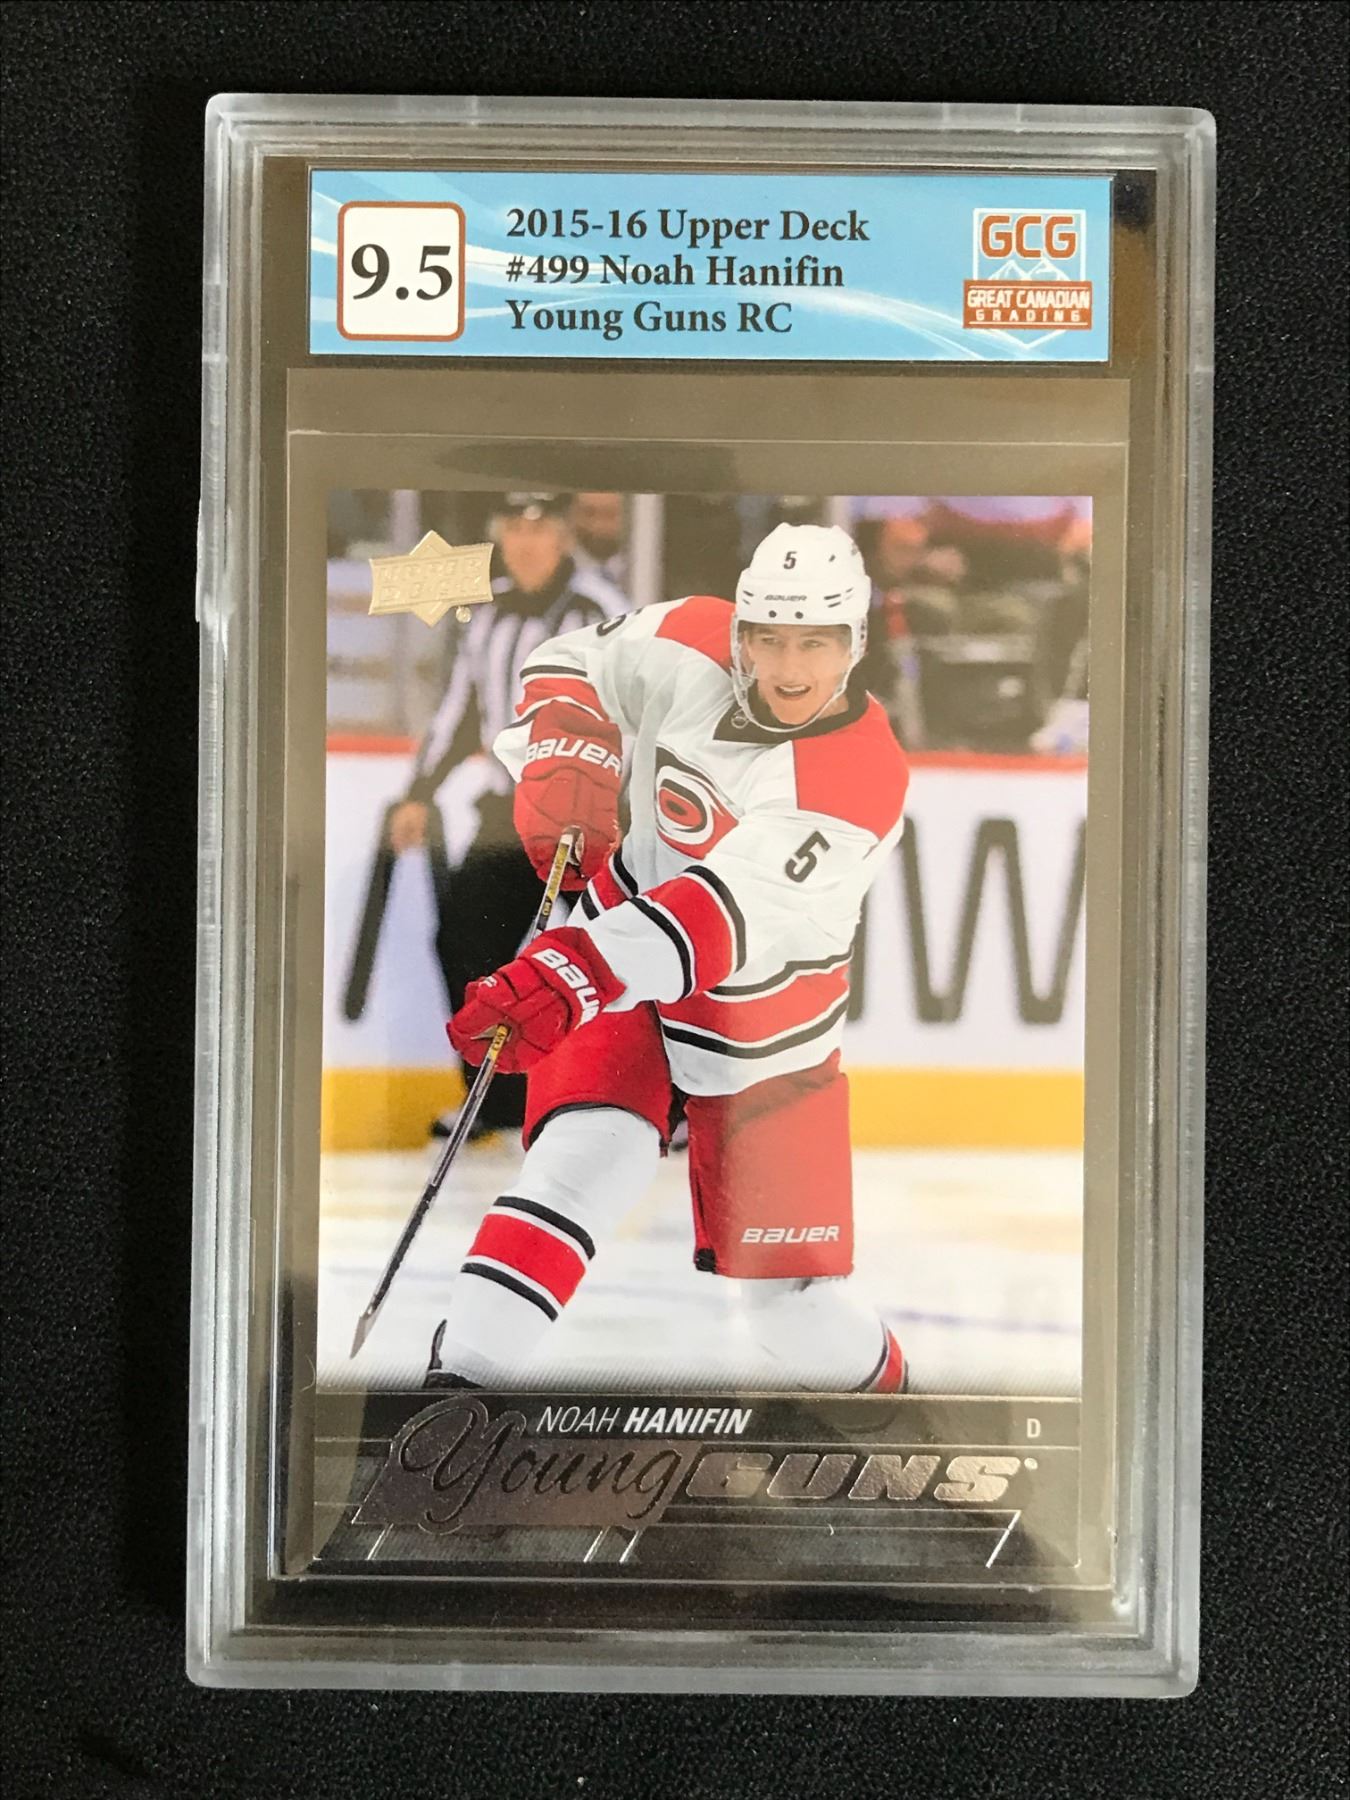 9.5
2015-16 Upper Deck
#499 Noah Hanifin
Young Guns RC
GCG
GREAT CANADIAN
GRADING
UPPER
DECK
®
5
BAUER
5
BAUER
5
BAUER
W
BAUER
NOAH HANIFIN
D
Young GUNS